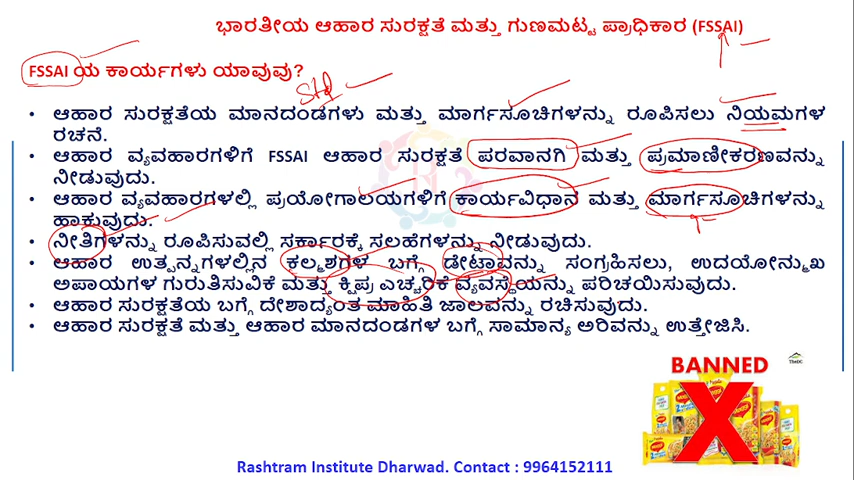 ಭಾರತೀಯ ಆಹಾರ ಸುರಕ್ಷತೆ ಮತ್ತು ಗುಣಮಟ್ಟ ಪ್ರಾಧಿಕಾರ (FSSAI)
FSSAI ಯ ಕಾರ್ಯಗಳು ಯಾವುವು?
Std
• ಆಹಾರ ಸುರಕ್ಷತೆಯ ಮಾನದಂಡಗಳು ಮತ್ತು ಮಾರ್ಗಸೂಚಿಗಳನ್ನು ರೂಪಿಸಲು ನಿಯಮಗಳ
ರಚನೆ.
• ಆಹಾರ ವ್ಯವಹಾರಗಳಿಗೆ FSSAI ಆಹಾರ ಸುರಕ್ಷತೆ ಪರವಾನಗಿ ಮತ್ತು ಪ್ರಮಾಣೀಕರಣವನ್ನು
ನೀಡುವುದು.
• ಆಹಾರ ವ್ಯವಹಾರಗಳಲ್ಲಿ ಪ್ರಯೋಗಾಲಯಗಳಿಗೆ ಕಾರ್ಯವಿಧಾನ ಮತ್ತು ಮಾರ್ಗಸೂಚಿಗಳನ್ನು
ಹಾಕುವುದು.
• ನೀತಿಗಳನ್ನು ರೂಪಿಸುವಲ್ಲಿ ಸರ್ಕಾರಕ್ಕೆ ಸಲಹೆಗಳನ್ನು ನೀಡುವುದು.
• ಆಹಾರ ಉತ್ಪನ್ನಗಳಲ್ಲಿನ ಕಲ್ಮಶಗಳ ಬಗ್ಗೆ ಡೇಟಾವನ್ನು ಸಂಗ್ರಹಿಸಲು, ಉದಯೋನ್ಮುಖ
ಅಪಾಯಗಳ ಗುರುತಿಸುವಿಕೆ ಮತ್ತು ಕ್ಷಿಪ್ರ ಎಚ್ಚರಿಕೆ ವ್ಯವಸ್ಥೆಯನ್ನು ಪರಿಚಯಿಸುವುದು.
• ಆಹಾರ ಸುರಕ್ಷತೆಯ ಬಗ್ಗೆ ದೇಶಾದ್ಯಂತ ಮಾಹಿತಿ ಜಾಲವನ್ನು ರಚಿಸುವುದು.
• ಆಹಾರ ಸುರಕ್ಷತೆ ಮತ್ತು ಆಹಾರ ಮಾನದಂಡಗಳ ಬಗ್ಗೆ ಸಾಮಾನ್ಯ ಅರಿವನ್ನು ಉತ್ತೇಜಿಸಿ.
BANNED
X
Rashtram Institute Dharwad. Contact : 9964152111